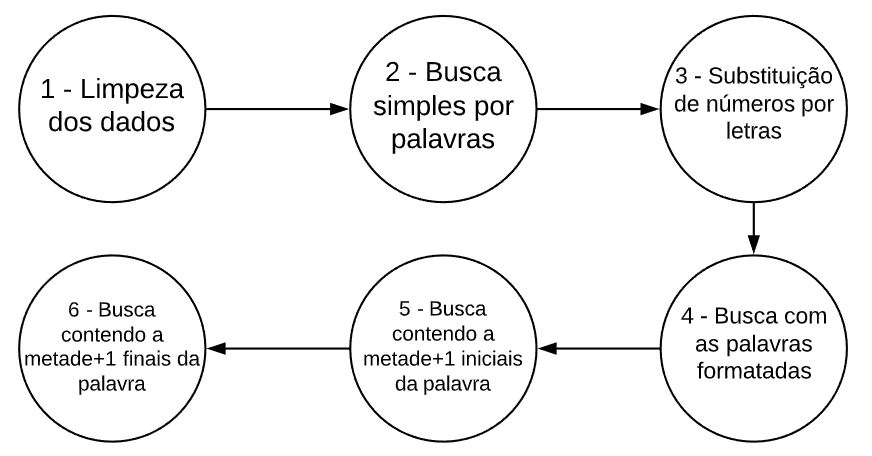 1 - Limpeza
dos dados
2 - Busca
simples por
palavras
3 - Substituição
de números por
letras
4 - Busca com
as palavras
formatadas
5 - Busca
contendo a
metade+1 iniciais
da palavra
6 - Busca
contendo a
metade+1 finais da
palavra